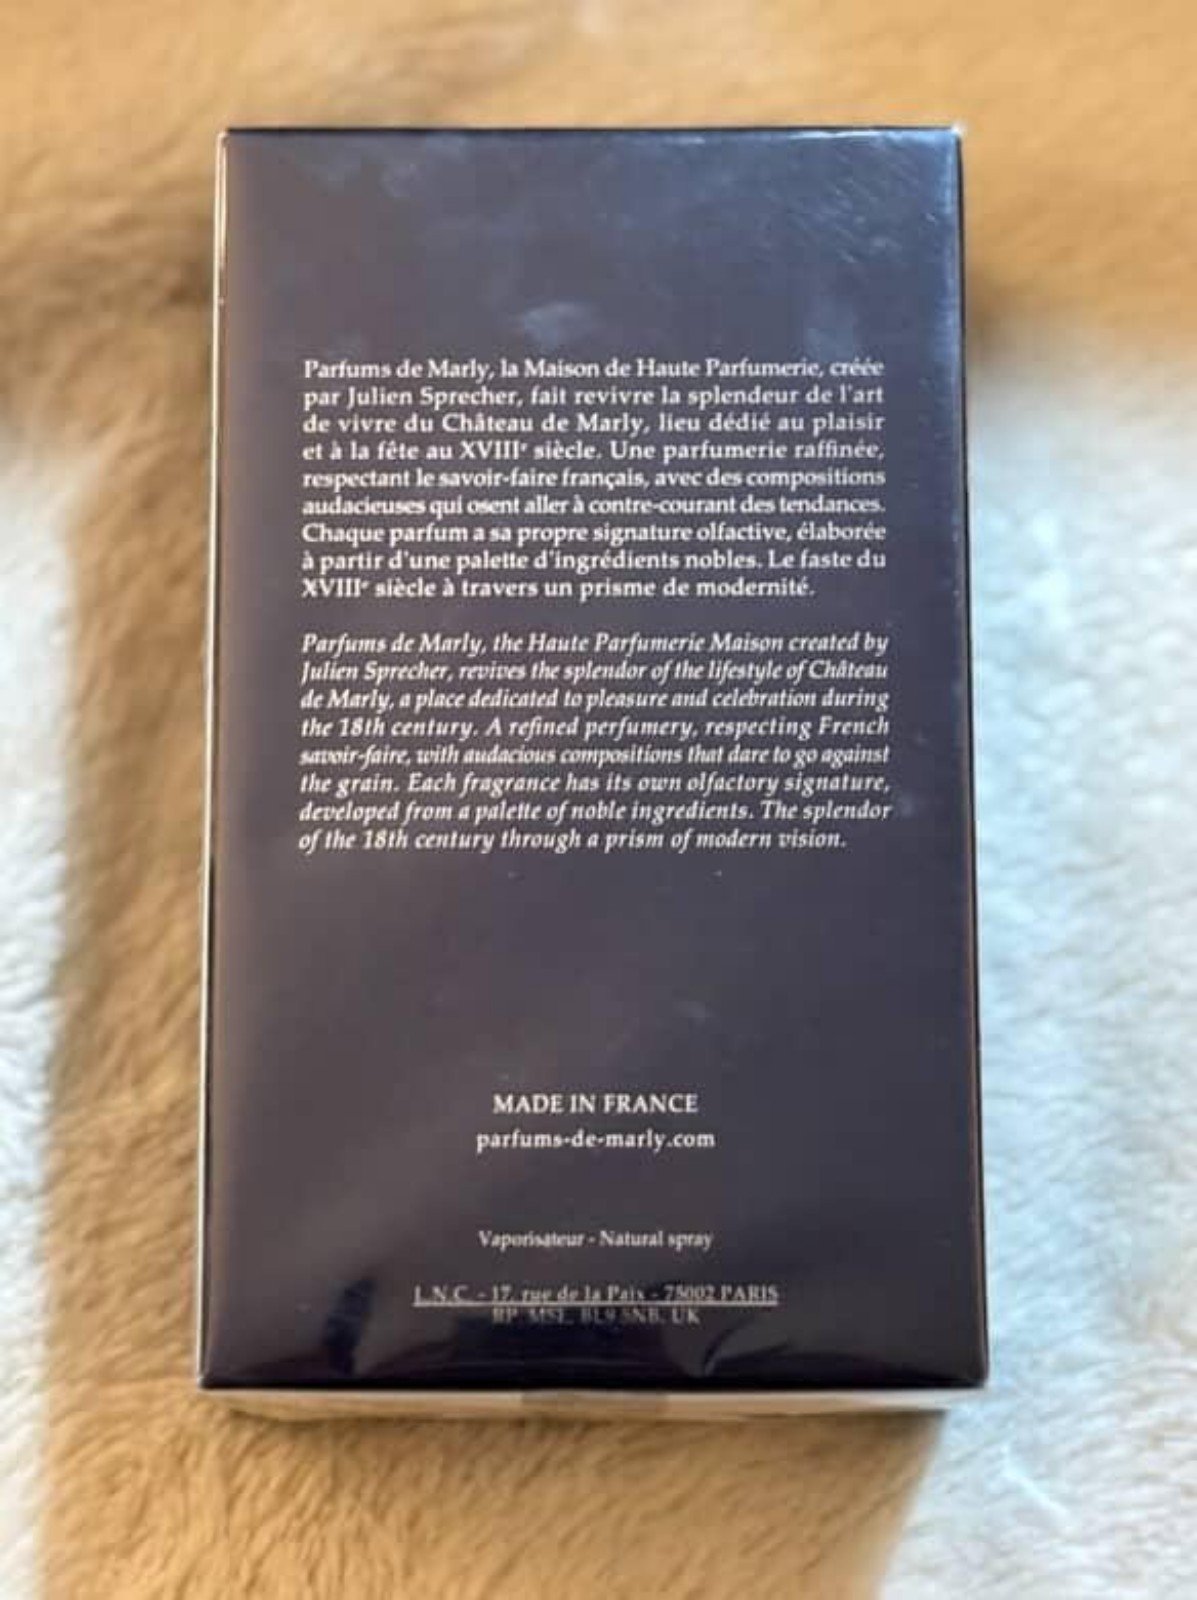 Parfums de Marly, la Maison de Haute Parfumerie, créée
par Julien Sprecher, fait revivre la splendeur de l'art
de vivre du Château de Marly, lieu dédié au plaisir
et à la fête au XVIIIᵉ siècle. Une parfumerie raffinée,
respectant le savoir-faire français, avec des compositions
audacieuses qui osent aller à contre-courant des tendances.
Chaque parfum a sa propre signature olfactive, élaborée
à partir d'une palette d'ingrédients nobles. Le faste du
XVIIIᵉ siècle à travers un prisme de modernité.
Parfums de Marly, the Haute Parfumerie Maison created by
Julien Sprecher, revives the splendor of the lifestyle of Château
de Marly, a place dedicated to pleasure and celebration during
the 18th century. A refined perfumery, respecting French
savoir-faire, with audacious compositions that dare to go against
the grain. Each fragrance has its own olfactory signature,
developed from a palette of noble ingredients. The splendor
of the 18th century through a prism of modern vision.
MADE IN FRANCE
parfums-de-marly.com
Vaporisateur - Natural spray
L.N.C. - 17, rue de la Paix - 75002 PARIS
RP. MSL, BL9 5NB, UK